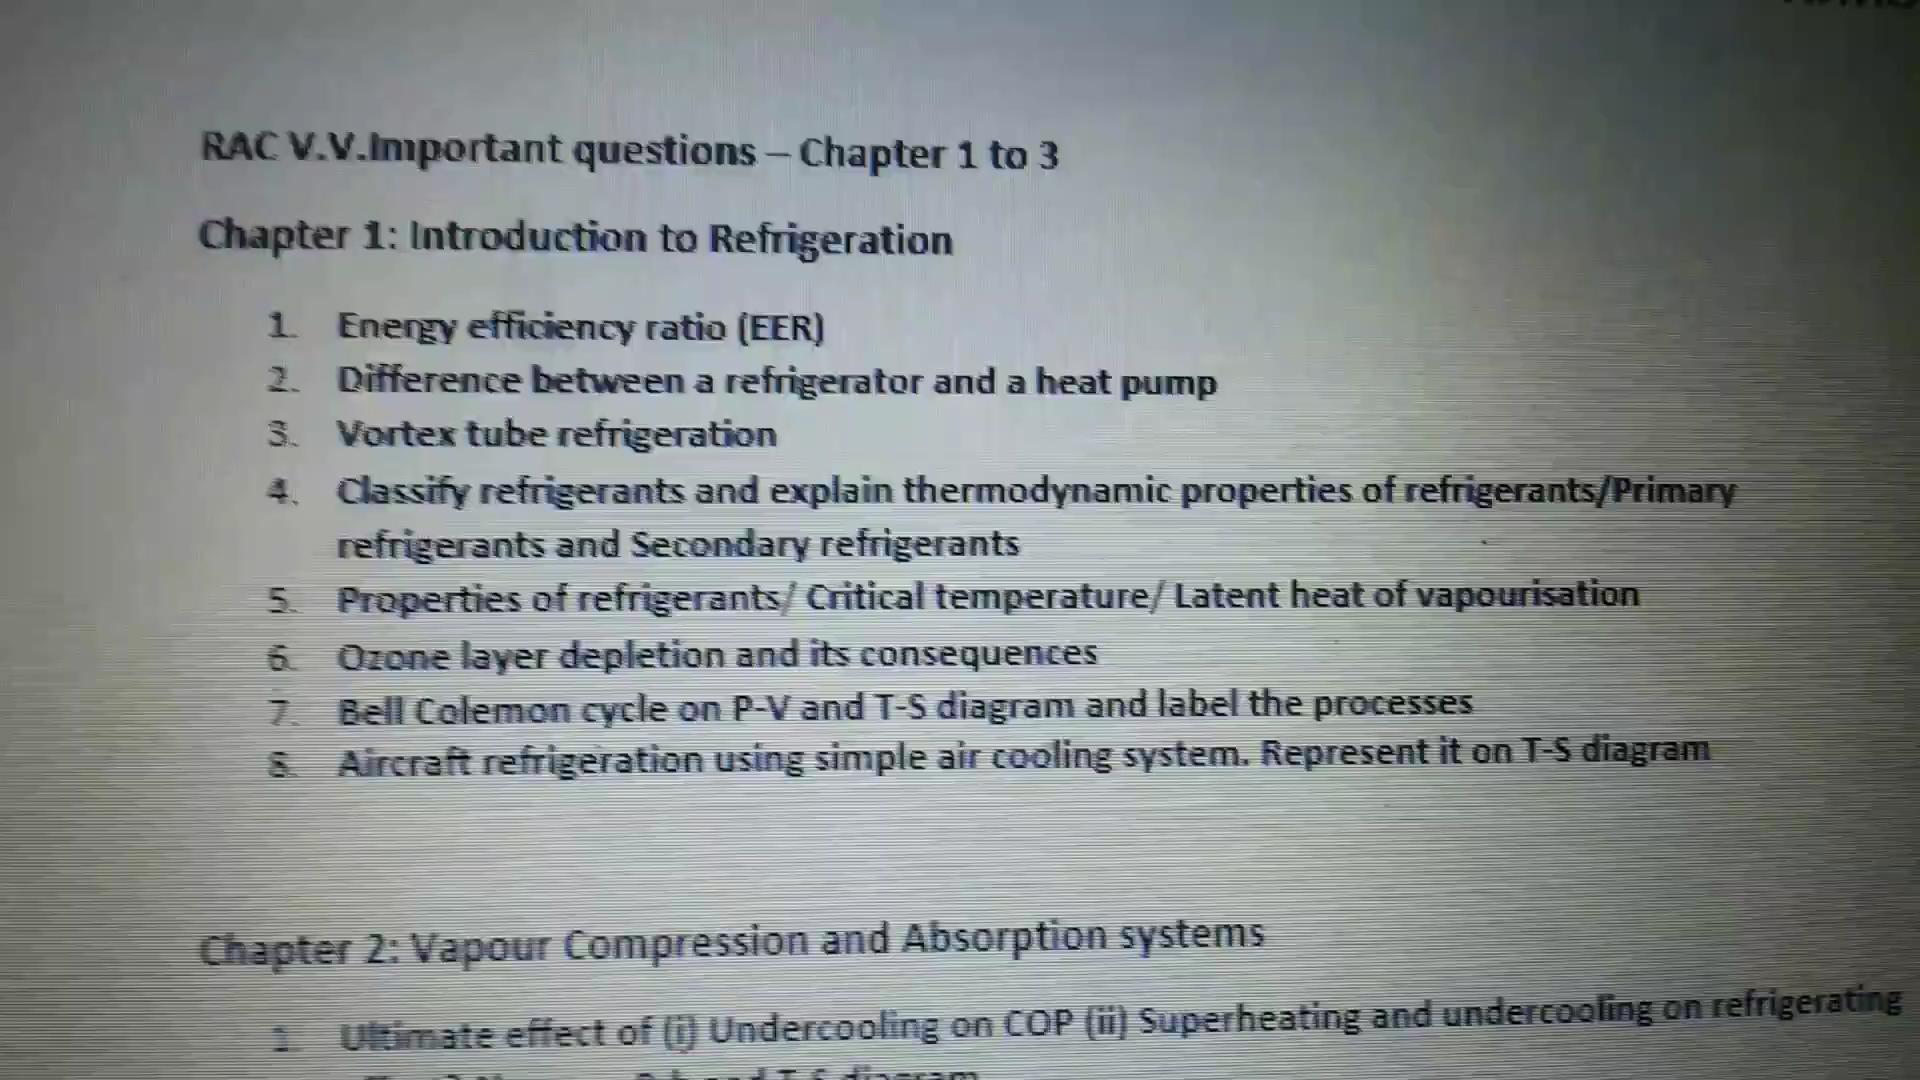 RAC V.V.Important questions – Chapter 1 to 3
Chapter 1: Introduction to Refrigeration
1. Energy efficiency ratio (EER)
2. Difference between a refrigerator and a heat pump
3. Vortex tube refrigeration
4. Classify refrigerants and explain thermodynamic properties of refrigerants/Primary
refrigerants and Secondary refrigerants
5. Properties of refrigerants/ Critical temperature/ Latent heat of vapourisation
6. Ozone layer depletion and its consequences
7. Bell Colemon cycle on P-V and T-S diagram and label the processes
8. Aircraft refrigeration using simple air cooling system. Represent it on T-S diagram
Chapter 2: Vapour Compression and Absorption systems
1. Ultimate effect of (i) Undercooling on COP (ii) Superheating and undercooling on refrigerating
and T-S diagram